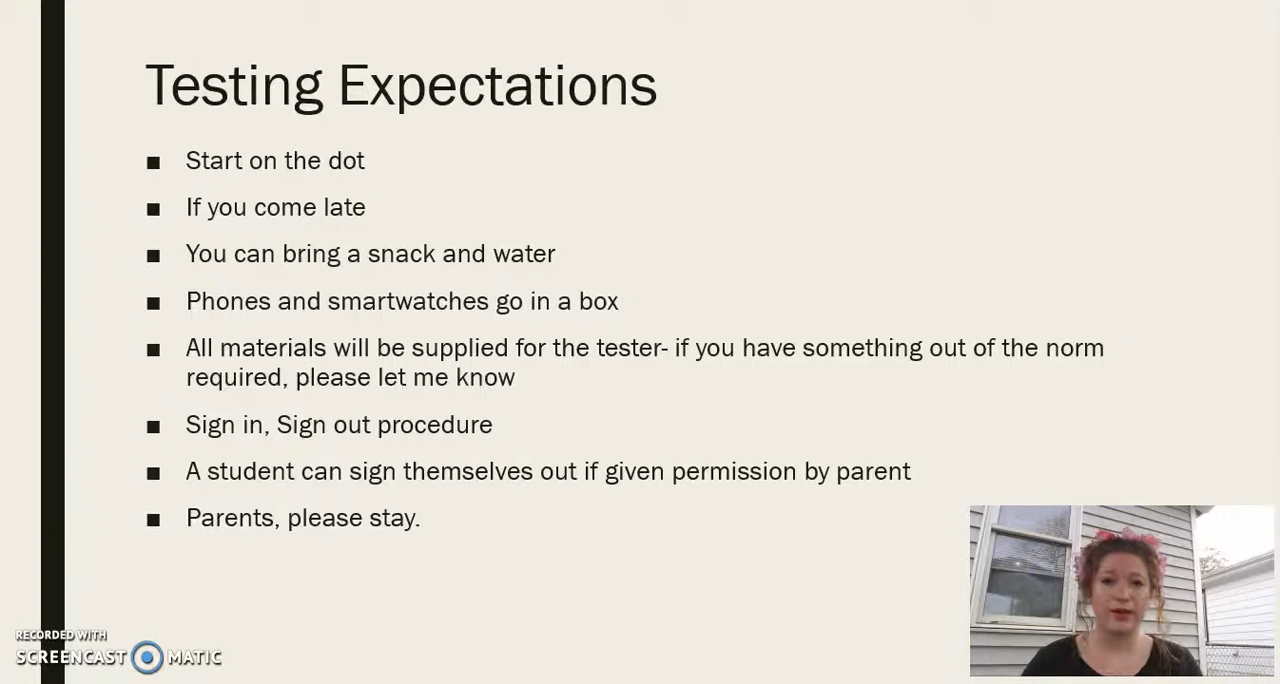 Testing Expectations
■ Start on the dot
■ If you come late
■ You can bring a snack and water
■ Phones and smartwatches go in a box
■ All materials will be supplied for the tester- if you have something out of the norm
required, please let me know
■ Sign in, Sign out procedure
■ A student can sign themselves out if given permission by parent
■ Parents, please stay.
RECORDED WITH
SCREENCAST MATIC